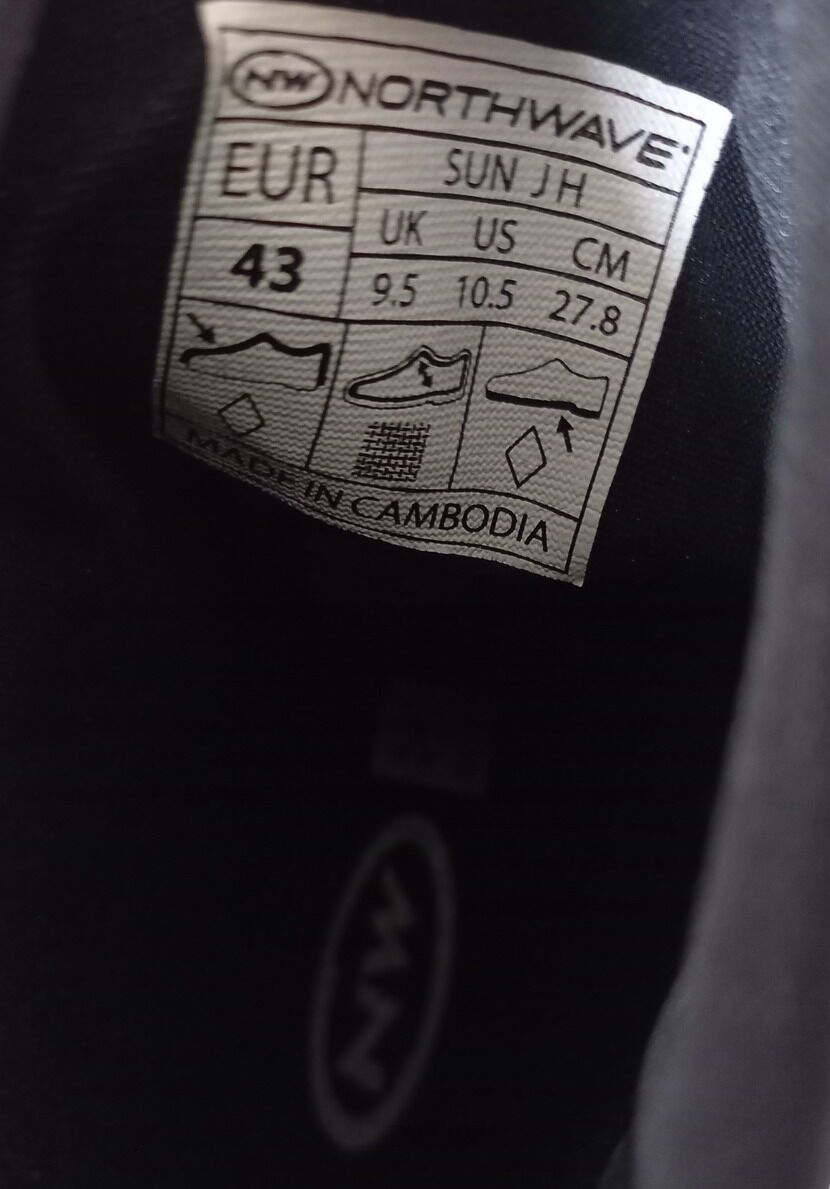 NW NORTHWAVE
EUR
SUN JH
UK US CM
43
9.5 10.5 27.8
MADE IN CAMBODIA
NW